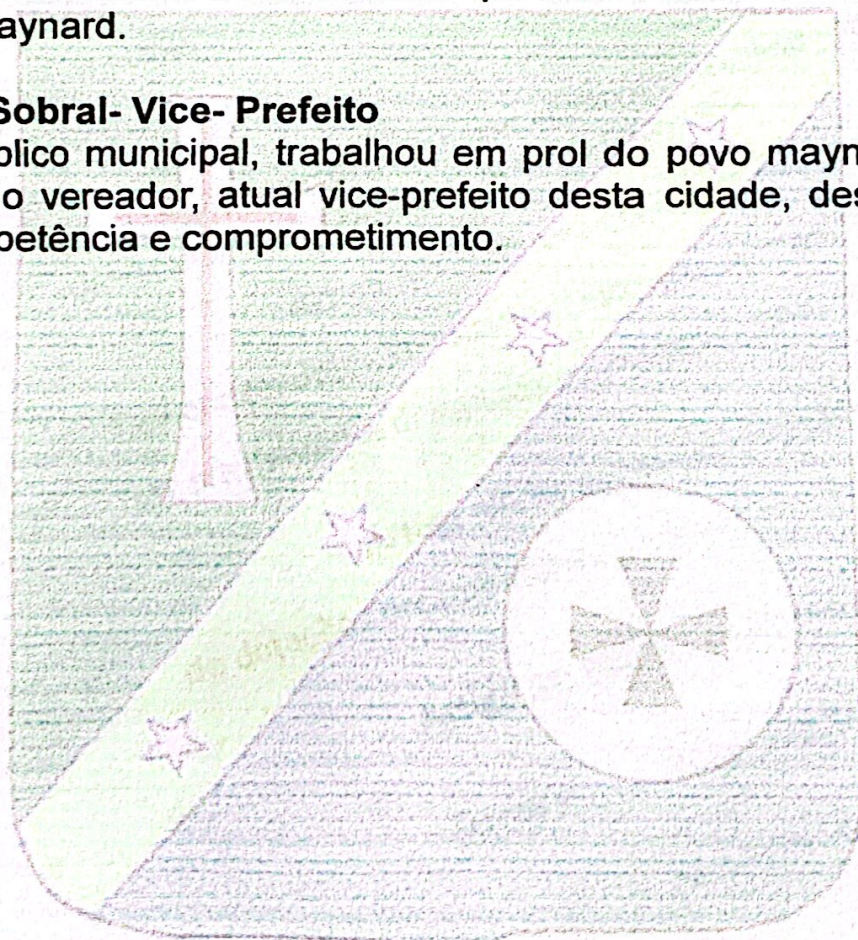 aynard.
Sobral- Vice- Prefeito
blico municipal, trabalhou em prol do povo mayn
o vereador, atual vice-prefeito desta cidade, des
petência e comprometimento.